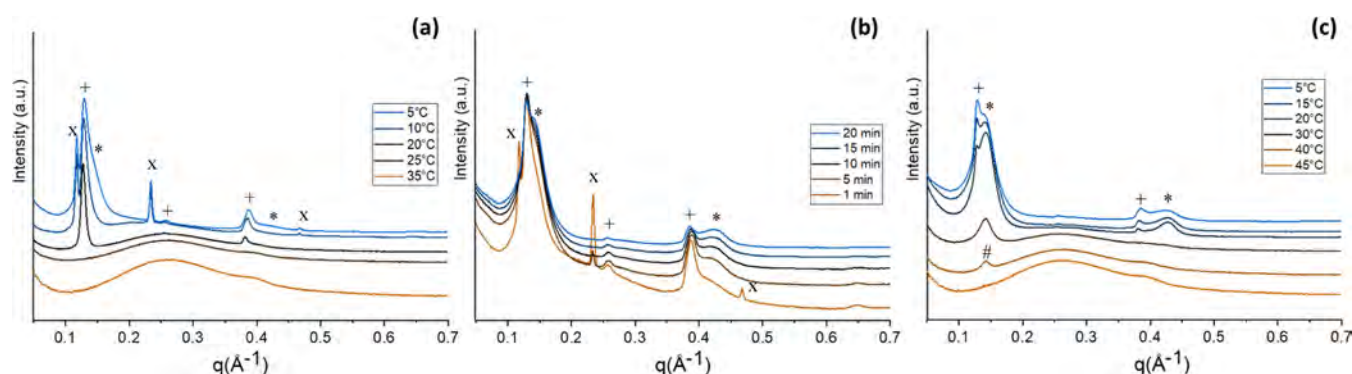 (a)
Intensity (a.u.)
+
x
*
x
+
+
*
x
5°C
10°C
20°C
25°C
35°C
0.1 0.2 0.3 0.4 0.5 0.6 0.7
q(Å-1)
(b)
Intensity (a.u.)
+
x
*
x
+
+
*
x
20 min
15 min
10 min
5 min
1 min
0.1 0.2 0.3 0.4 0.5 0.6 0.7
q(Å-1)
(c)
Intensity (a.u.)
+
*
+
*
#
5°C
15°C
20°C
30°C
40°C
45°C
0.1 0.2 0.3 0.4 0.5 0.6 0.7
q(Å-1)